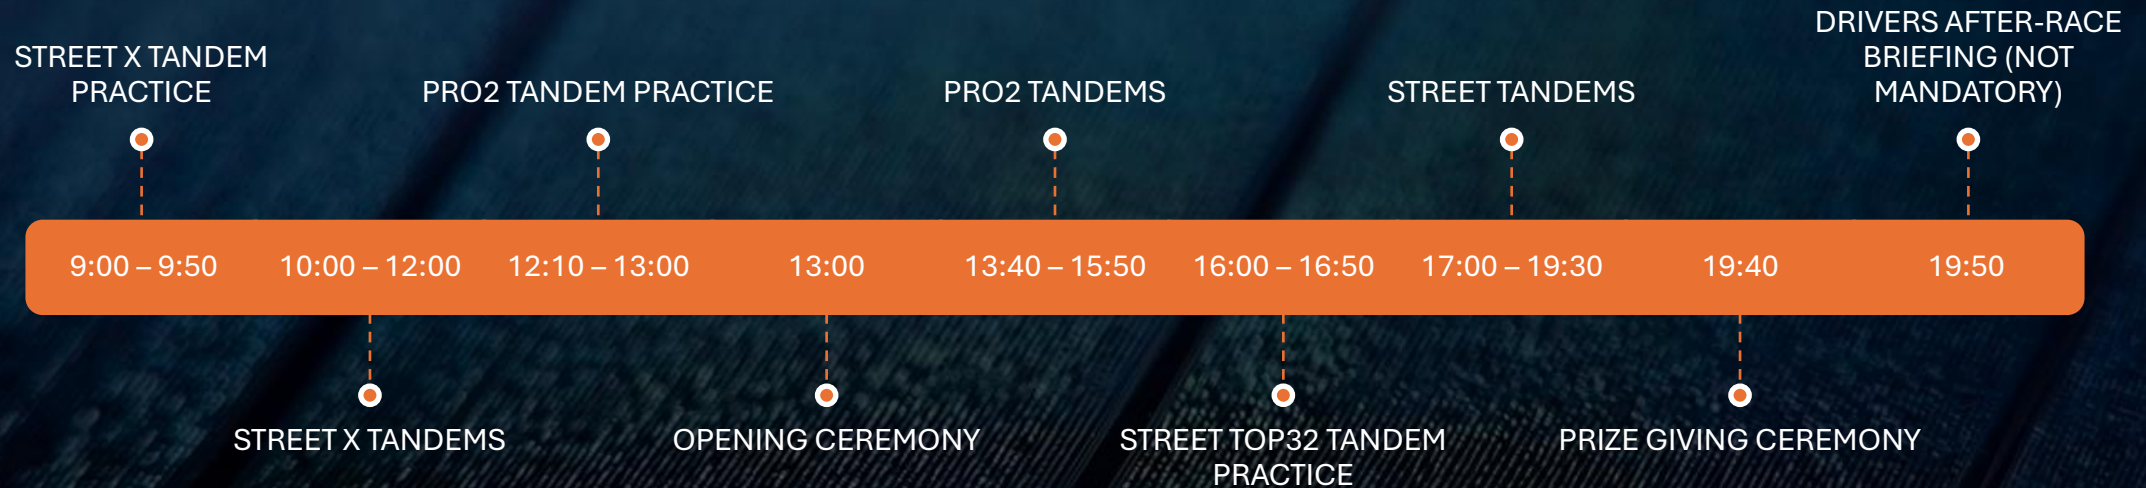 DRIVERS AFTER-RACE
BRIEFING (NOT
MANDATORY)
STREET X TANDEM
PRACTICE
PRO2 TANDEM PRACTICE
PRO2 TANDEMS
STREET TANDEMS
9:00 – 9:50
10:00 – 12:00
12:10 – 13:00
13:00
13:40 – 15:50
16:00 – 16:50
17:00 – 19:30
19:40
19:50
STREET X TANDEMS
OPENING CEREMONY
STREET TOP32 TANDEM
PRACTICE
PRIZE GIVING CEREMONY